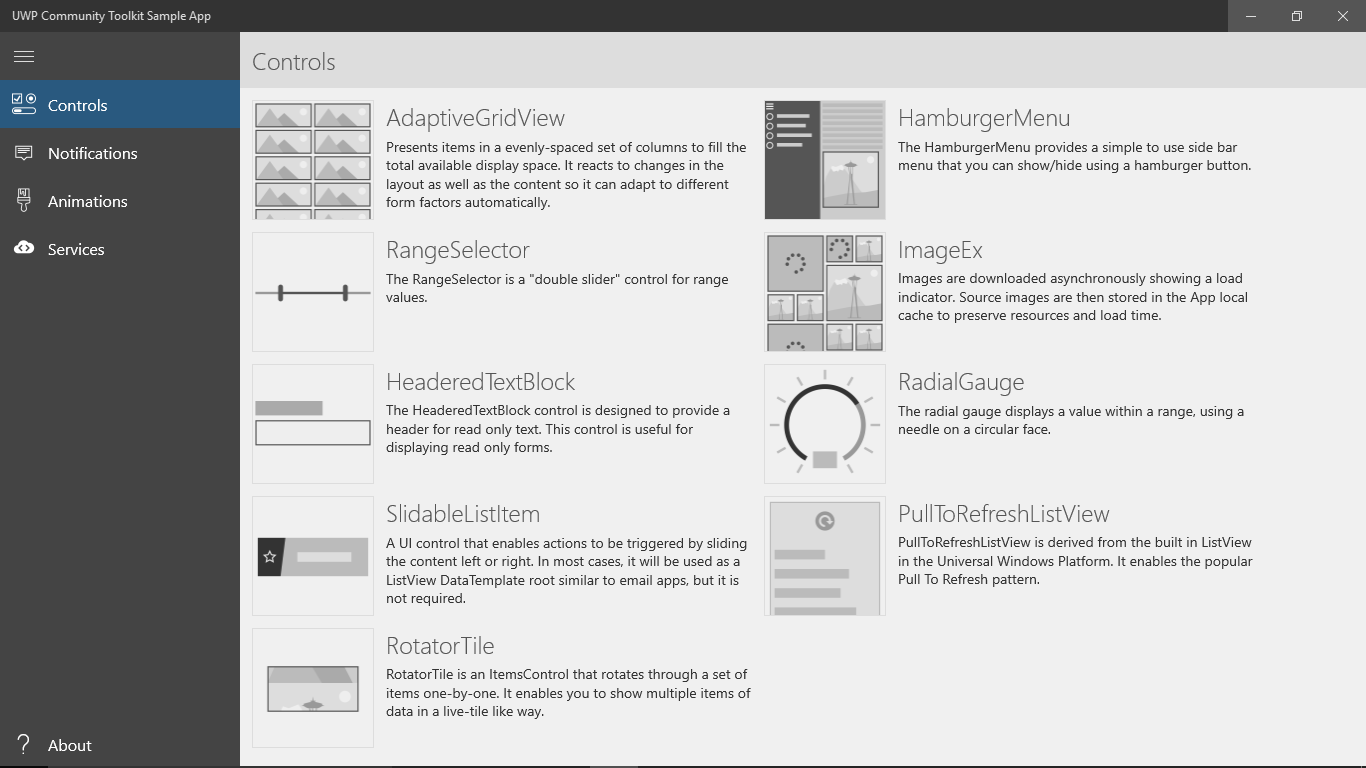 UWP Community Toolkit Sample App
Controls
Notifications
Animations
Services
About
Controls
AdaptiveGridView
Presents items in a evenly-spaced set of columns to fill the
total available display space. It reacts to changes in the
layout as well as the content so it can adapt to different
form factors automatically.
HamburgerMenu
The HamburgerMenu provides a simple to use side bar
menu that you can show/hide using a hamburger button.
RangeSelector
The RangeSelector is a "double slider" control for range
values.
ImageEx
Images are downloaded asynchronously showing a load
indicator. Source images are then stored in the App local
cache to preserve resources and load time.
HeaderedTextBlock
The HeaderedTextBlock control is designed to provide a
header for read only text. This control is useful for
displaying read only forms.
RadialGauge
The radial gauge displays a value within a range, using a
needle on a circular face.
SlidableListItem
A UI control that enables actions to be triggered by sliding
the content left or right. In most cases, it will be used as a
ListView DataTemplate root similar to email apps, but it is
not required.
PullToRefreshListView
PullToRefreshListView is derived from the built in ListView
in the Universal Windows Platform. It enables the popular
Pull To Refresh pattern.
RotatorTile
RotatorTile is an ItemsControl that rotates through a set of
items one-by-one. It enables you to show multiple items of
data in a live-tile like way.